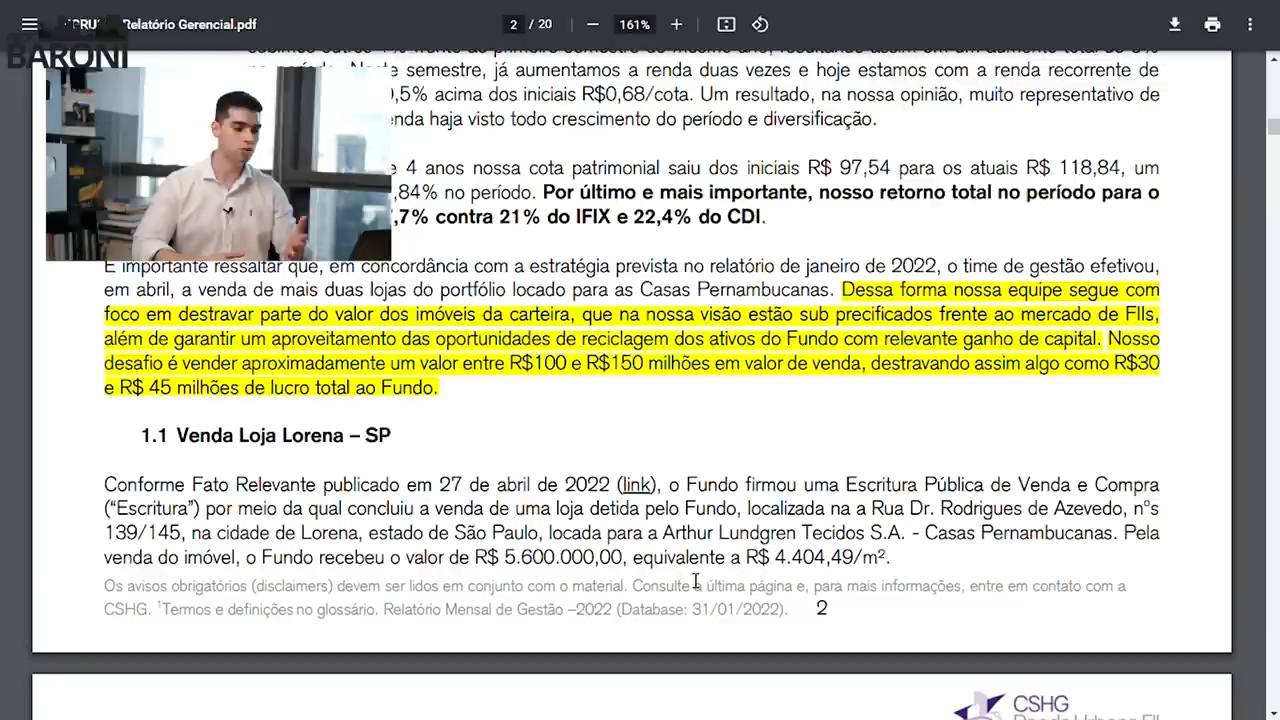 Relatório Gerencial.pdf
2 / 20
161%
BARONI
semestre, já aumentamos a renda duas vezes e hoje estamos com a renda recorrente de
,5% acima dos iniciais R$0,68/cota. Um resultado, na nossa opinião, muito representativo de
enda haja visto todo crescimento do período e diversificação.
e 4 anos nossa cota patrimonial saiu dos iniciais R$ 97,54 para os atuais R$ 118,84, um
,84% no período. Por último e mais importante, nosso retorno total no período para o
,7% contra 21% do IFIX e 22,4% do CDI.
É importante ressaltar que, em concordância com a estratégia prevista no relatório de janeiro de 2022, o time de gestão efetivou,
em abril, a venda de mais duas lojas do portfólio locado para as Casas Pernambucanas. Dessa forma nossa equipe segue com
foco em destravar parte do valor dos imóveis da carteira, que na nossa visão estão sub precificados frente ao mercado de FIIs,
além de garantir um aproveitamento das oportunidades de reciclagem dos ativos do Fundo com relevante ganho de capital. Nosso
desafio é vender aproximadamente um valor entre R$100 e R$150 milhões em valor de venda, destravando assim algo como R$30
e R$ 45 milhões de lucro total ao Fundo.
1.1 Venda Loja Lorena – SP
Conforme Fato Relevante publicado em 27 de abril de 2022 (link), o Fundo firmou uma Escritura Pública de Venda e Compra
("Escritura") por meio da qual concluiu a venda de uma loja detida pelo Fundo, localizada na a Rua Dr. Rodrigues de Azevedo, nºs
139/145, na cidade de Lorena, estado de São Paulo, locada para a Arthur Lundgren Tecidos S.A. - Casas Pernambucanas. Pela
venda do imóvel, o Fundo recebeu o valor de R$ 5.600.000,00, equivalente a R$ 4.404,49/m².
Os avisos obrigatórios (disclaimers) devem ser lidos em conjunto com o material. Consulte a última página e, para mais informações, entre em contato com a
CSHG. ¹Termos e definições no glossário. Relatório Mensal de Gestão –2022 (Database: 31/01/2022). 2
CSHG